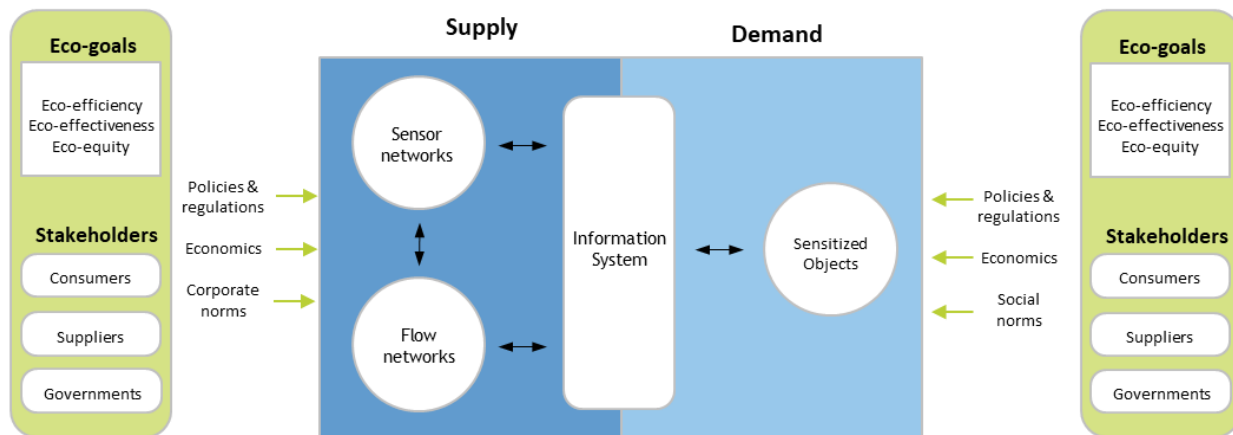 Eco-goals
Eco-efficiency
Eco-effectiveness
Eco-equity
Stakeholders
Consumers
Suppliers
Governments
Policies &
regulations
Economics
Corporate
norms
Supply
Demand
Sensor
networks
Flow
networks
Information
System
Sensitized
Objects
Policies &
regulations
Economics
Social
norms
Eco-goals
Eco-efficiency
Eco-effectiveness
Eco-equity
Stakeholders
Consumers
Suppliers
Governments